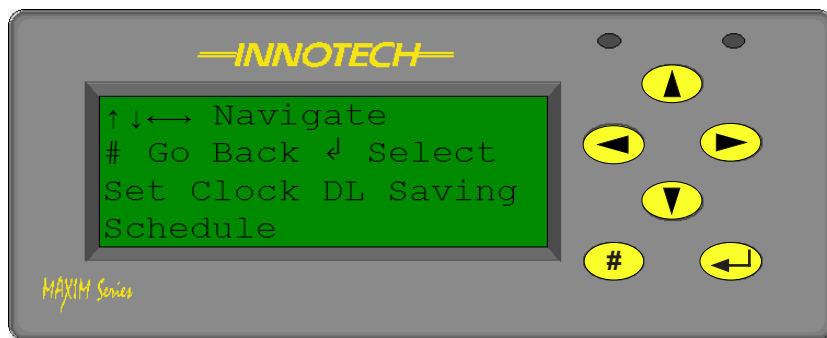 INNOTECH
↑↓←→ Navigate
# Go Back ↲ Select
Set Clock DL Saving
Schedule
#
MAXIM Series